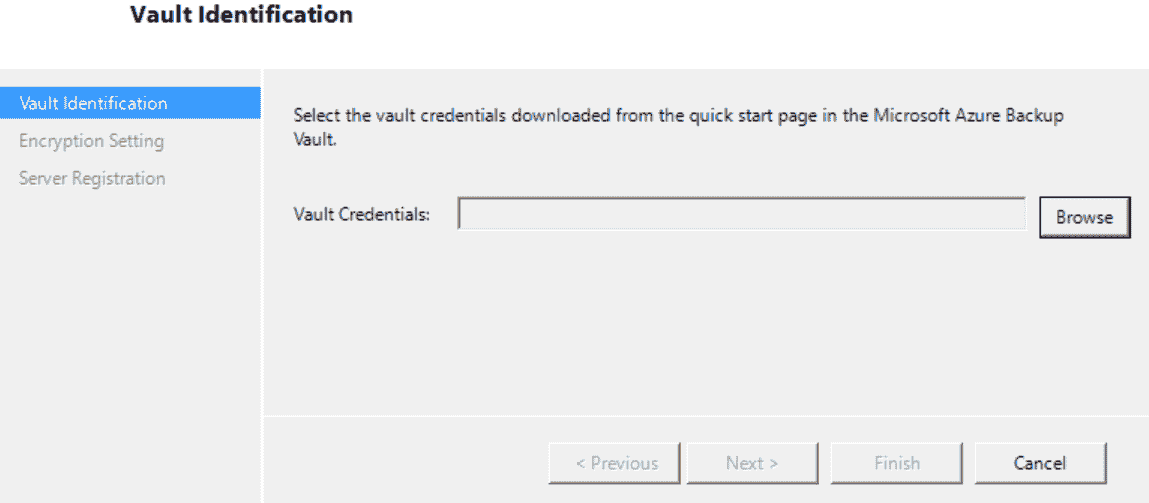 Vault Identification
Vault Identification
Encryption Setting
Server Registration
Select the vault credentials downloaded from the quick start page in the Microsoft Azure Backup
Vault.
Vault Credentials:
Browse
< Previous
Next >
Finish
Cancel